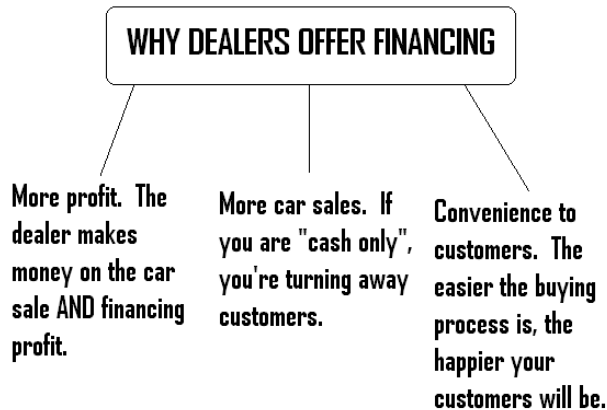 WHY DEALERS OFFER FINANCING
More profit. The
dealer makes
money on the car
sale AND financing
profit.
More car sales. If
you are "cash only",
you're turning away
customers.
Convenience to
customers. The
easier the buying
process is, the
happier your
customers will be.